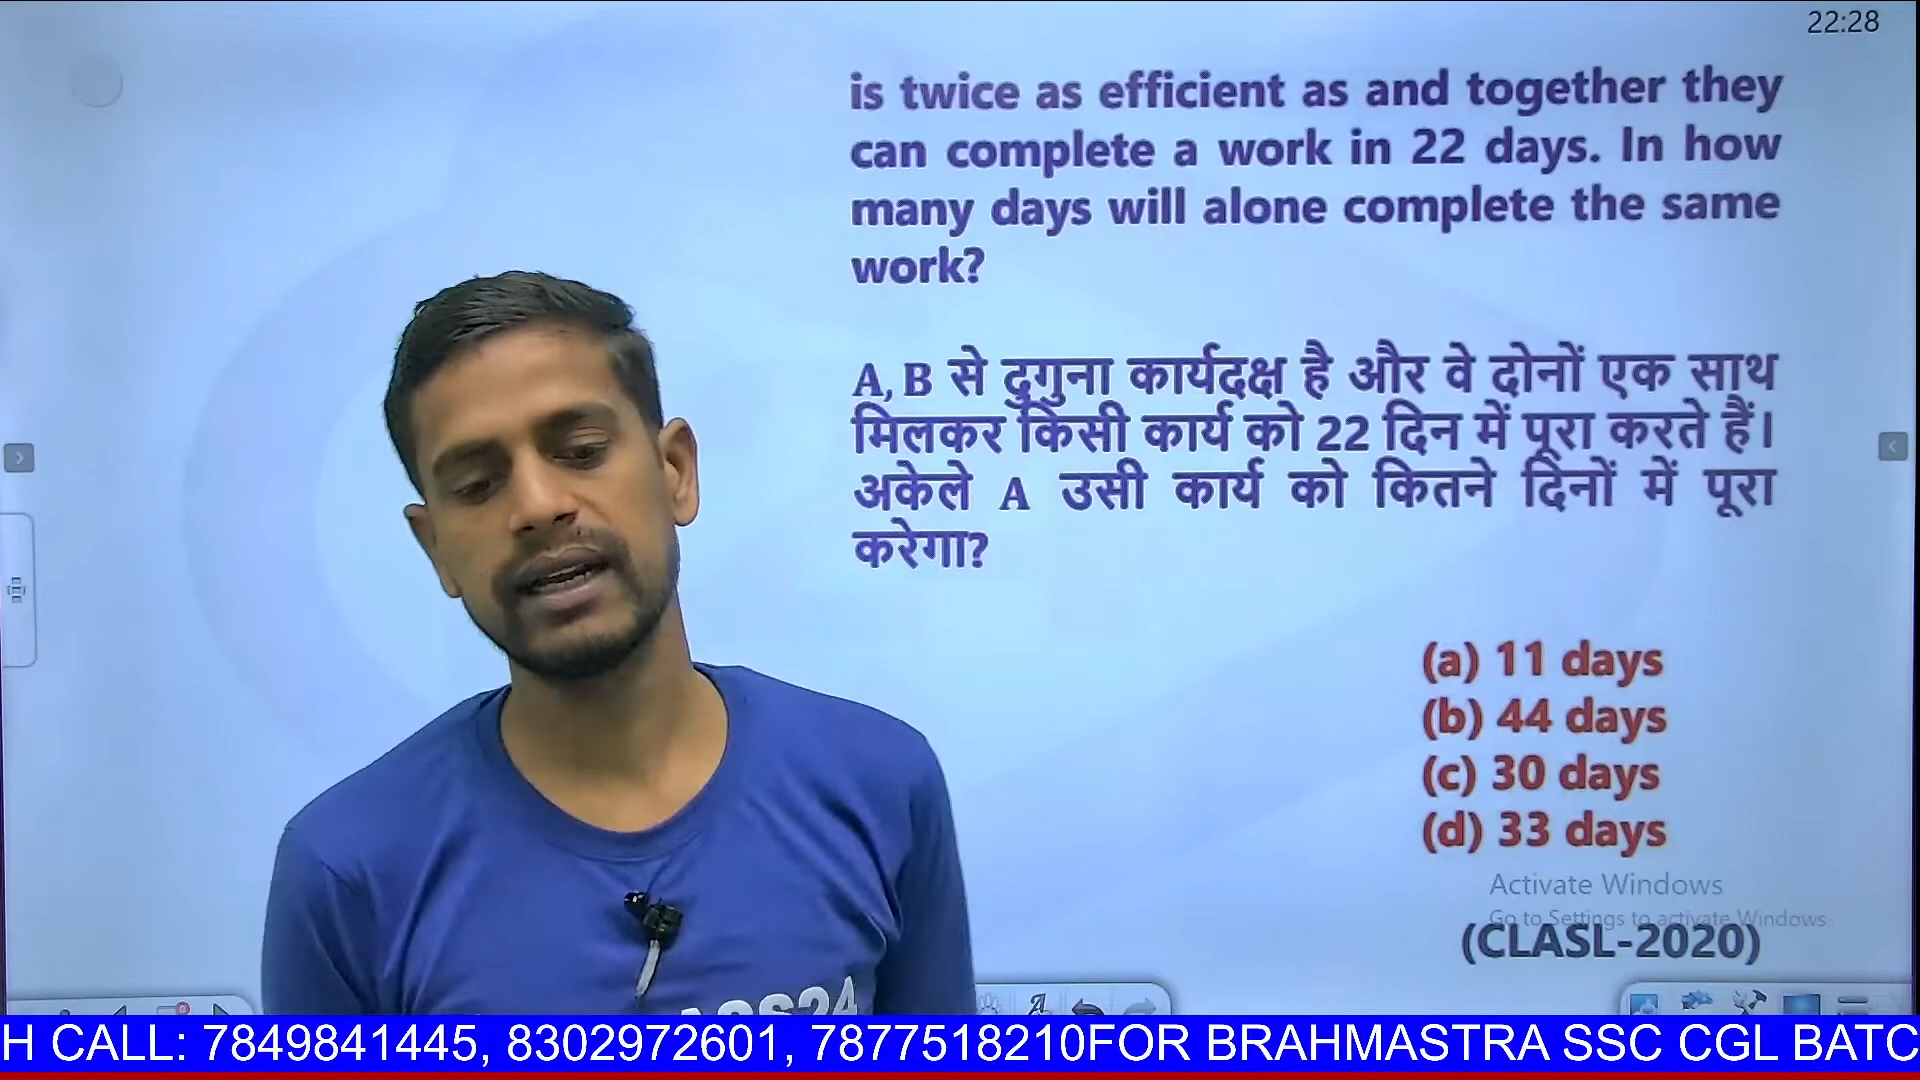 22:28
is twice as efficient as and together they
can complete a work in 22 days. In how
many days will alone complete the same
work?
A, B से दुगुना कार्यदक्ष है और वे दोनों एक साथ
मिलकर किसी कार्य को 22 दिन में पूरा करते हैं।
अकेले A उसी कार्य को कितने दिनों में पूरा
करेगा?
(a) 11 days
(b) 44 days
(c) 30 days
(d) 33 days
Activate Windows
Go to Settings to activate Windows
(CLASL-2020)
H CALL: 7849841445, 8302972601, 7877518210FOR BRAHMASTRA SSC CGL BATC